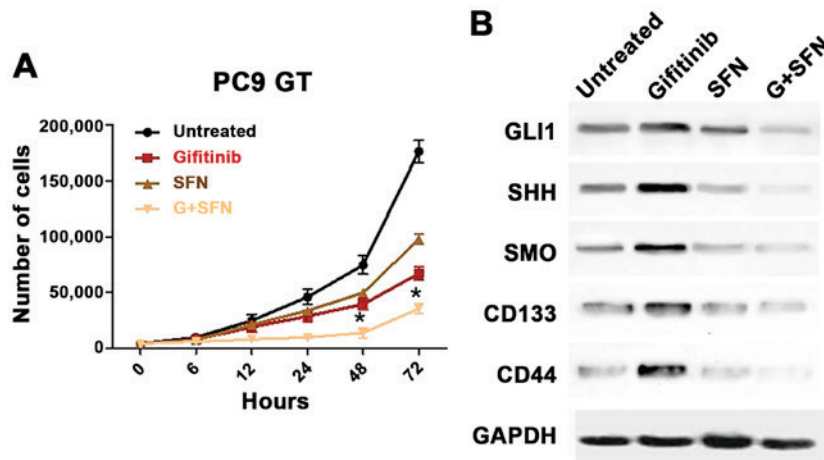 A
PC9 GT
Number of cells
200,000
150,000
100,000
50,000
0
Untreated
Gifitinib
SFN
G+SFN
0 6 12 24 48 72
* *
Hours
B
Untreated Gifitinib SFN G+SFN
GLI1
SHH
SMO
CD133
CD44
GAPDH